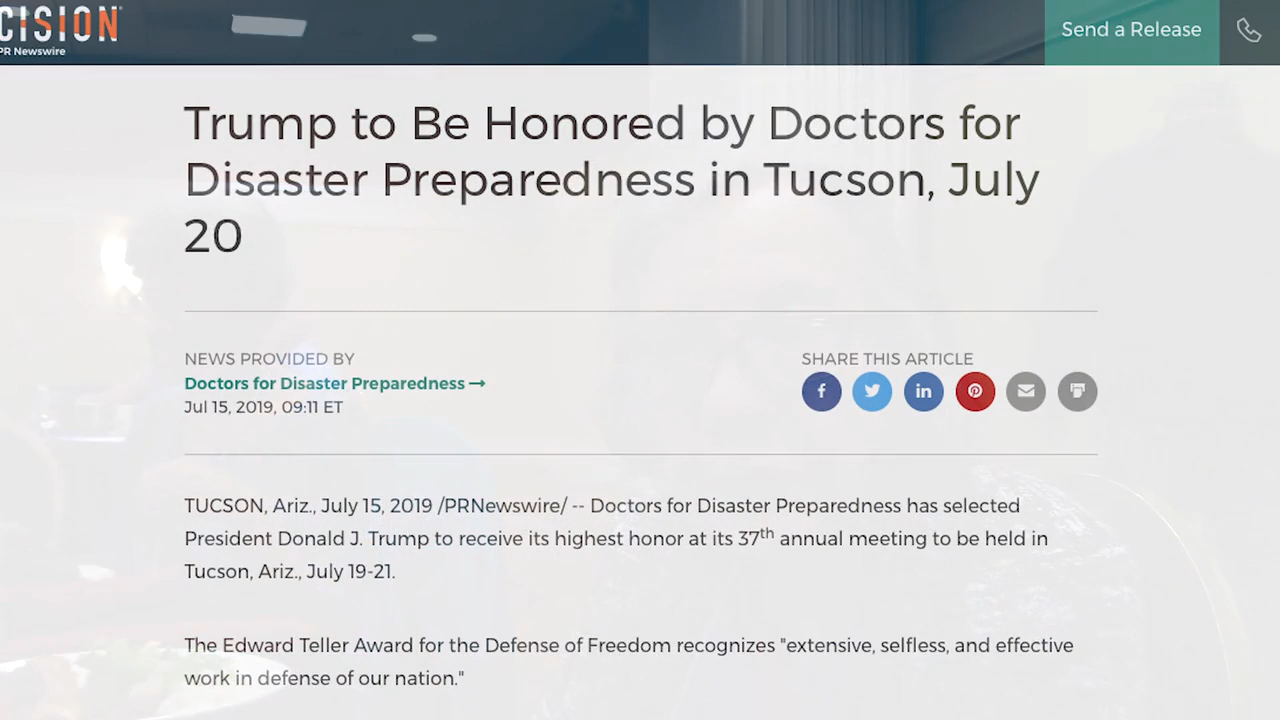 CISION
PR Newswire
Send a Release
Trump to Be Honored by Doctors for
Disaster Preparedness in Tucson, July
20
NEWS PROVIDED BY
Doctors for Disaster Preparedness →
Jul 15, 2019, 09:11 ET
SHARE THIS ARTICLE
TUCSON, Ariz., July 15, 2019 /PRNewswire/ -- Doctors for Disaster Preparedness has selected
President Donald J. Trump to receive its highest honor at its 37th annual meeting to be held in
Tucson, Ariz., July 19-21.
The Edward Teller Award for the Defense of Freedom recognizes "extensive, selfless, and effective
work in defense of our nation."